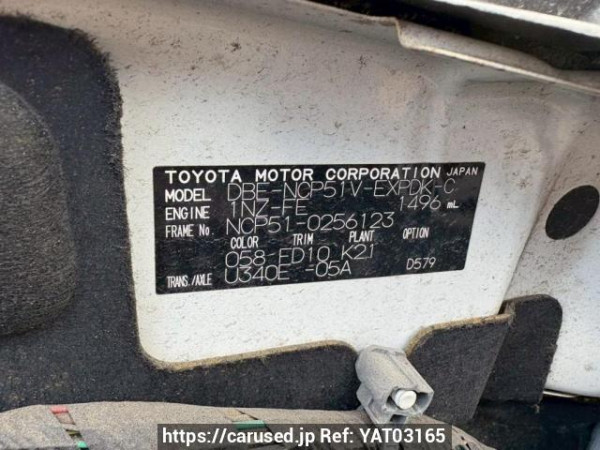 TOYOTA MOTOR CORPORATION JAPAN
MODEL DBE-NCP51V-EXPDK-C
ENGINE 1NZ-FE 1496 mL
FRAME No. NCP51-0256123
COLOR TRIM PLANT OPTION
058-ED10 K21
TRANS./AXLE U340E -05A D579
https://carused.jp Ref: YAT03165